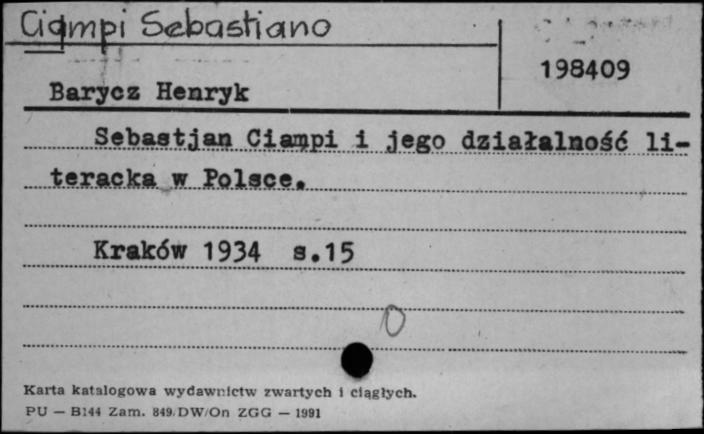 Ciampi Sebastiano
198409
Barycz Henryk
Sebastjan Ciampi i jego działalność li-
teracka w Polsce.
Kraków 1934 s.15
0
Karta katalogowa wydawnictw zwartych i ciągłych.
PU — B144 Zam. 849/DW/On ZGG — 1991